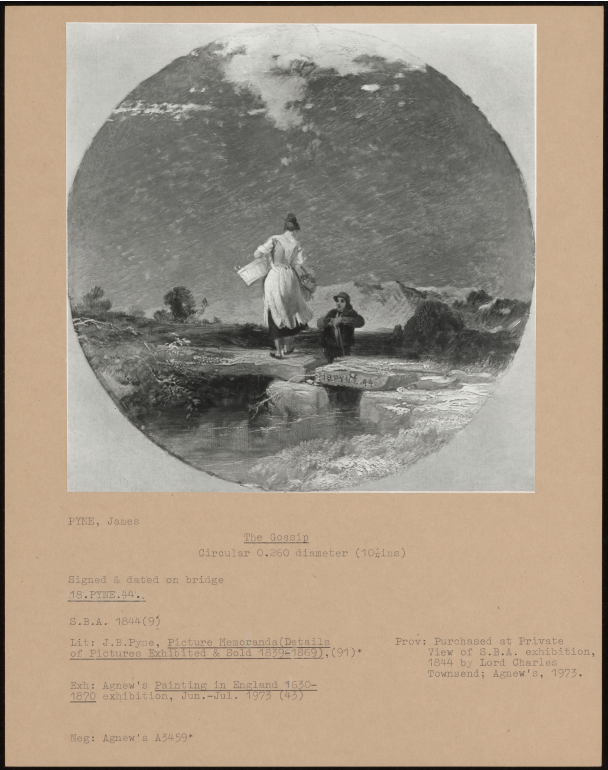 18.PYNE.44.
PYNE, James
The Gossip
Circular 0.260 diameter (10¼ins)
Signed & dated on bridge
18.PYNE.44..
S.B.A. 1844(9)
Lit: J.B.Pyne, Picture Memoranda(Details
of Pictures Exhibited & Sold 1839-1869),(91)*
Exh: Agnew's Painting in England 1630-
1870 exhibition, Jun.-Jul. 1973 (43)
Neg: Agnew's A3459*
Prov: Purchased at Private
View of S.B.A. exhibition,
1844 by Lord Charles
Townsend; Agnew's, 1973.